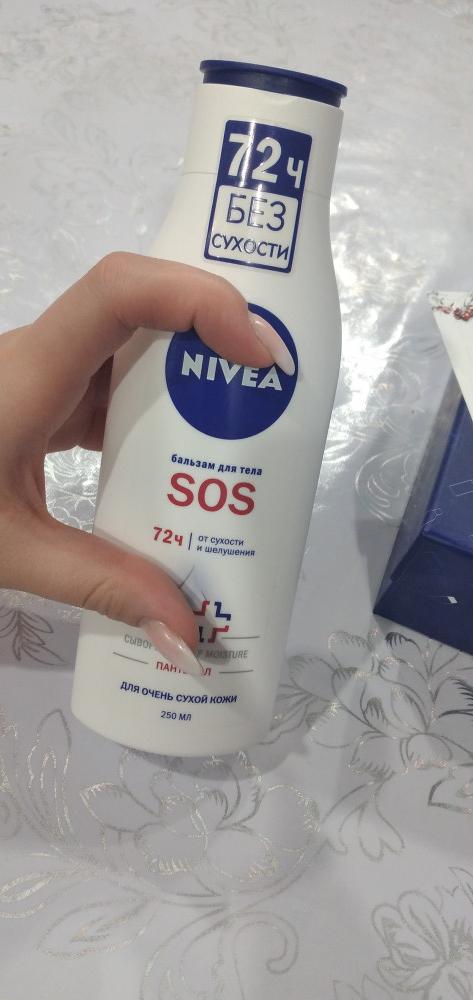 72ч
БЕЗ
СУХОСТИ
NIVEA
бальзам для тела
SOS
72ч
от сухости
и шелушения
MOISTURE
ДЛЯ ОЧЕНЬ СУХОЙ КОЖИ
250 МЛ